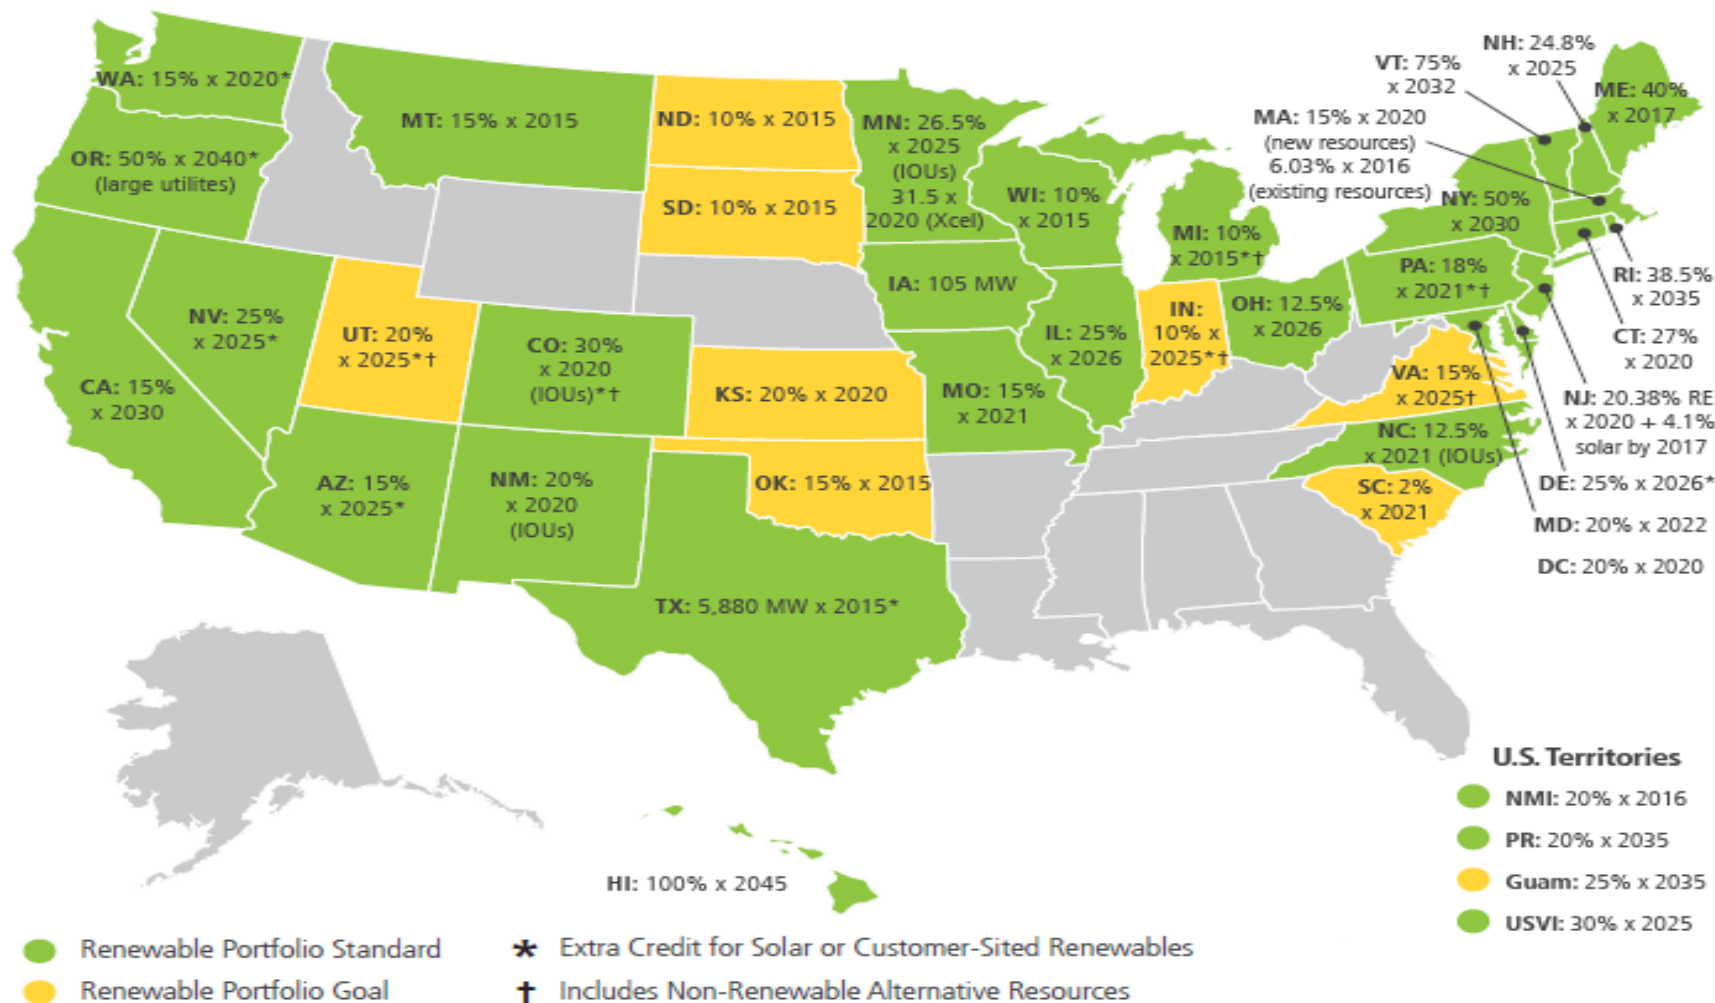 WA: 15% x 2020*
OR: 50% x 2040*
(large utilites)
CA: 15%
x 2030
NV: 25%
x 2025*
MT: 15% x 2015
UT: 20%
x 2025*†
AZ: 15%
x 2025*
CO: 30%
x 2020
(IOUs)*†
NM: 20%
x 2020
(IOUs)
ND: 10% x 2015
SD: 10% x 2015
KS: 20% x 2020
OK: 15% x 2015
TX: 5,880 MW x 2015*
MN: 26.5%
x 2025
(IOUs)
31.5 x
2020 (Xcel)
IA: 105 MW
MO: 15%
x 2021
WI: 10%
x 2015
IL: 25%
x 2026
MI: 10%
x 2015*†
IN:
10% x
2025*†
OH: 12.5%
x 2026
PA: 18%
x 2021*†
NY: 50%
x 2030
VA: 15%
x 2025†
NC: 12.5%
x 2021 (IOUs)
SC: 2%
x 2021
VT: 75%
x 2032
NH: 24.8%
x 2025
ME: 40%
x 2017
MA: 15% x 2020
(new resources)
6.03% x 2016
(existing resources)
RI: 38.5%
x 2035
CT: 27%
x 2020
NJ: 20.38% RE
x 2020 + 4.1%
solar by 2017
DE: 25% x 2026*
MD: 20% x 2022
DC: 20% x 2020
HI: 100% x 2045
U.S. Territories
NMI: 20% x 2016
PR: 20% x 2035
Guam: 25% x 2035
USVI: 30% x 2025
Renewable Portfolio Standard
Renewable Portfolio Goal
* Extra Credit for Solar or Customer-Sited Renewables
† Includes Non-Renewable Alternative Resources